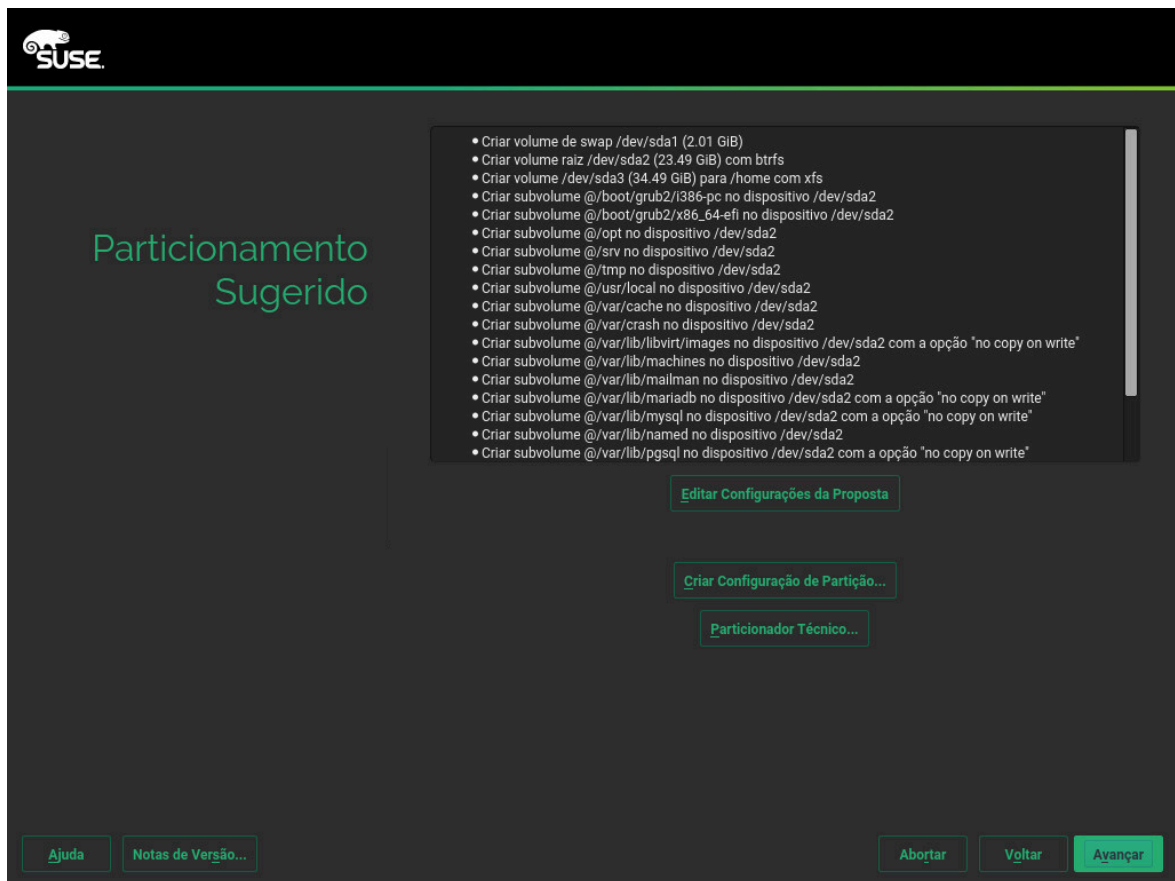 SUSE.
Particionamento
Sugerido
• Criar volume de swap /dev/sda1 (2.01 GiB)
• Criar volume raiz /dev/sda2 (23.49 GiB) com btrfs
• Criar volume /dev/sda3 (34.49 GiB) para /home com xfs
• Criar subvolume @/boot/grub2/i386-pc no dispositivo /dev/sda2
• Criar subvolume @/boot/grub2/x86_64-efi no dispositivo /dev/sda2
• Criar subvolume @/opt no dispositivo /dev/sda2
• Criar subvolume @/srv no dispositivo /dev/sda2
• Criar subvolume @/tmp no dispositivo /dev/sda2
• Criar subvolume @/usr/local no dispositivo /dev/sda2
• Criar subvolume @/var/cache no dispositivo /dev/sda2
• Criar subvolume @/var/crash no dispositivo /dev/sda2
• Criar subvolume @/var/lib/libvirt/images no dispositivo /dev/sda2 com a opção "no copy on write"
• Criar subvolume @/var/lib/machines no dispositivo /dev/sda2
• Criar subvolume @/var/lib/mailman no dispositivo /dev/sda2
• Criar subvolume @/var/lib/mariadb no dispositivo /dev/sda2 com a opção "no copy on write"
• Criar subvolume @/var/lib/mysql no dispositivo /dev/sda2 com a opção "no copy on write"
• Criar subvolume @/var/lib/named no dispositivo /dev/sda2
• Criar subvolume @/var/lib/pgsql no dispositivo /dev/sda2 com a opção "no copy on write"
Editar Configurações da Proposta
Criar Configuração de Partição...
Particionador Técnico...
Ajuda
Notas de Versão...
Abortar
Voltar
Avançar